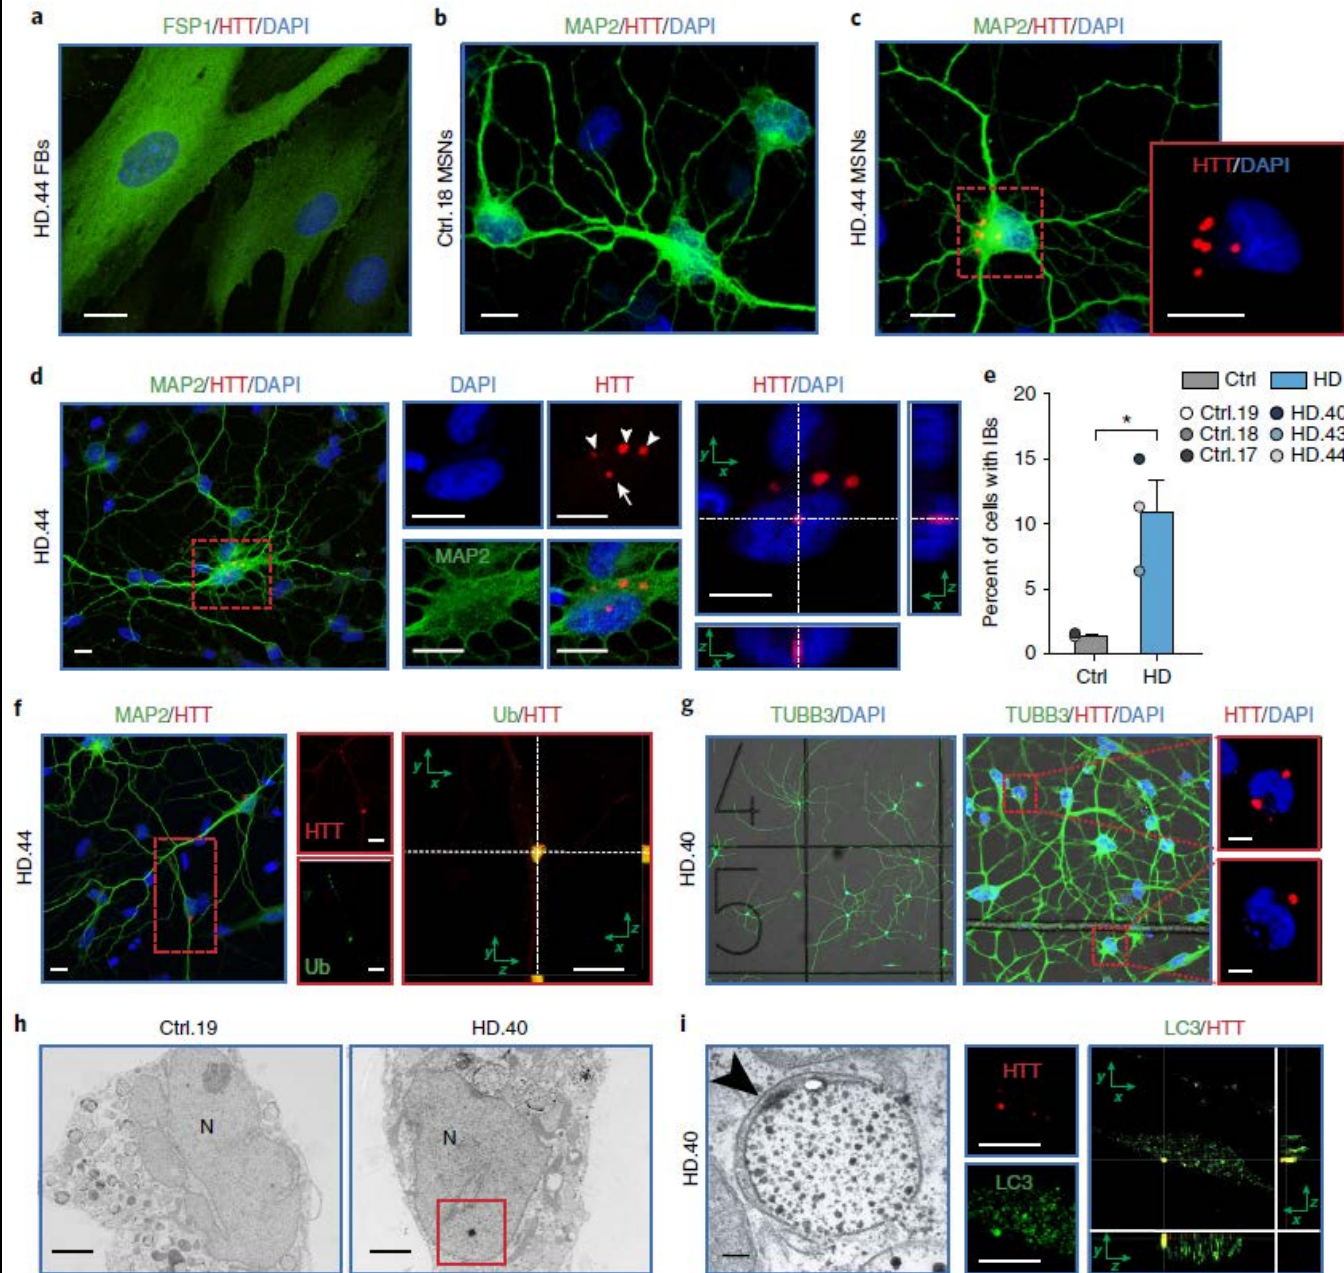 a
FSP1/HTT/DAPI
HD.44 FBs
b
MAP2/HTT/DAPI
Ctrl.18 MSNs
c
MAP2/HTT/DAPI
HD.44 MSNs
HTT/DAPI
d
MAP2/HTT/DAPI
HD.44
DAPI
HTT
MAP2
HTT/DAPI
y
x
z
x
z
x
e
Ctrl
HD
Ctrl.19
HD.40
Ctrl.18
HD.43
Ctrl.17
HD.44
Percent of cells with IBs
20
15
10
5
0
*
Ctrl
HD
f
MAP2/HTT
HD.44
HTT
Ub
Ub/HTT
y
x
y
z
z
x
g
TUBB3/DAPI
HD.40
4
5
TUBB3/HTT/DAPI
HTT/DAPI
h
Ctrl.19
N
HD.40
N
i
HD.40
HTT
LC3
LC3/HTT
y
x
z
x
y
z